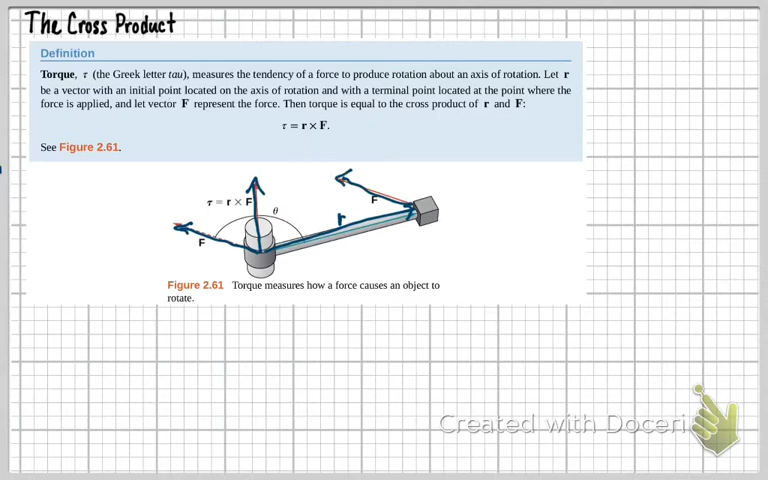 The Cross Product
Definition
Torque, τ (the Greek letter tau), measures the tendency of a force to produce rotation about an axis of rotation. Let r
be a vector with an initial point located on the axis of rotation and with a terminal point located at the point where the
force is applied, and let vector F represent the force. Then torque is equal to the cross product of r and F:
τ = r × F.
See Figure 2.61.
τ = r × F
θ
F
r
F
Figure 2.61 Torque measures how a force causes an object to
rotate.
Created with Doceri